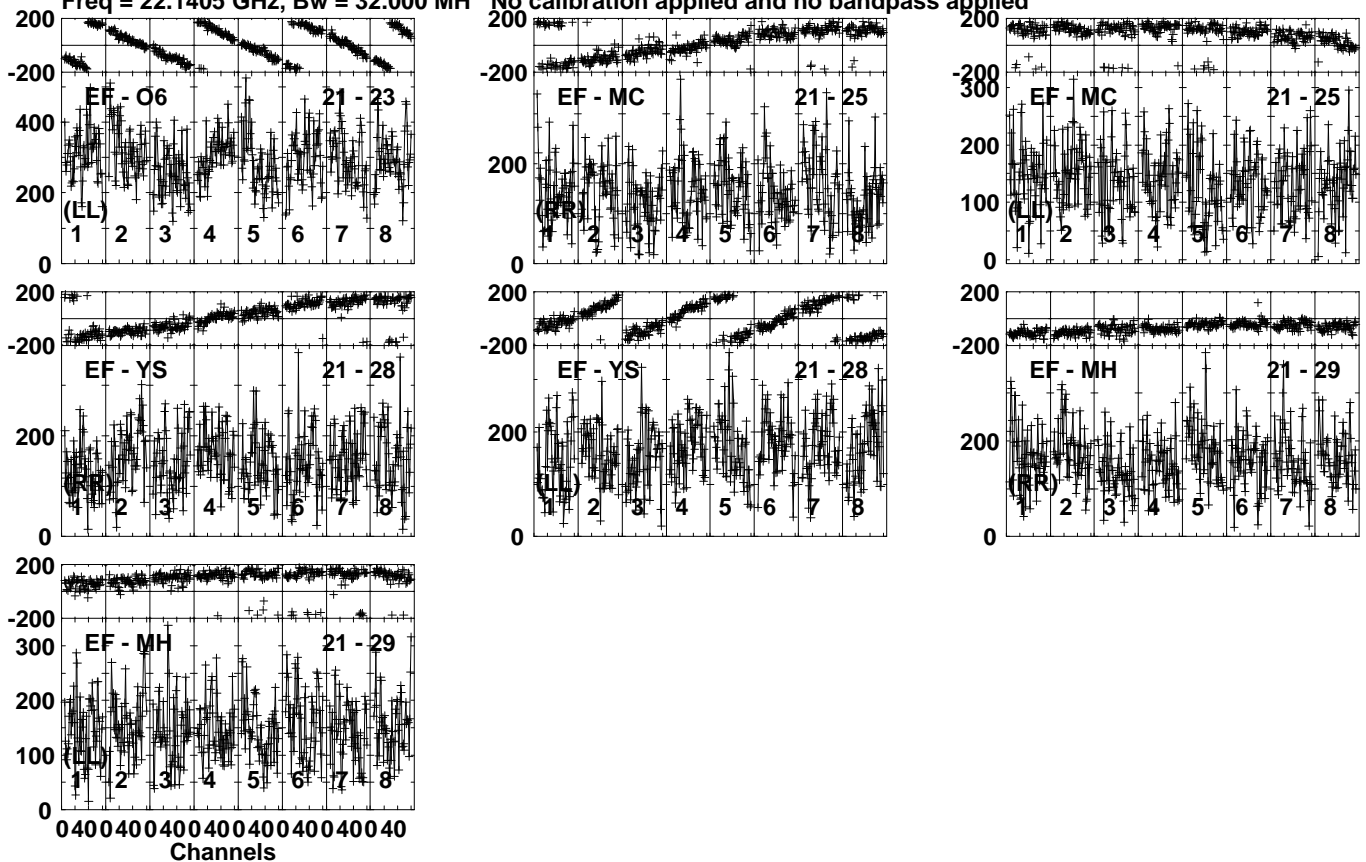 Freq = 22.1405 GHz, Bw = 32.000 MH No calibration applied and no bandpass applied
200
-200
EF - O6 21 - 23
400
200
(LL)
1 2 3 4 5 6 7 8
0
200
-200
EF - MC 21 - 25
200
(RR)
1 2 3 4 5 6 7 8
0
200
-200
300
EF - MC 21 - 25
200
100
(LL)
1 2 3 4 5 6 7 8
0
200
-200
EF - YS 21 - 28
200
(RR)
1 2 3 4 5 6 7 8
0
200
-200
EF - YS 21 - 28
200
(LL)
1 2 3 4 5 6 7 8
0
200
-200
EF - MH 21 - 29
200
(RR)
1 2 3 4 5 6 7 8
0
200
-200
300
EF - MH 21 - 29
200
100
(LL)
1 2 3 4 5 6 7 8
0
0 40 0 40 0 40 0 40 0 40 0 40 0 40 0 40
Channels